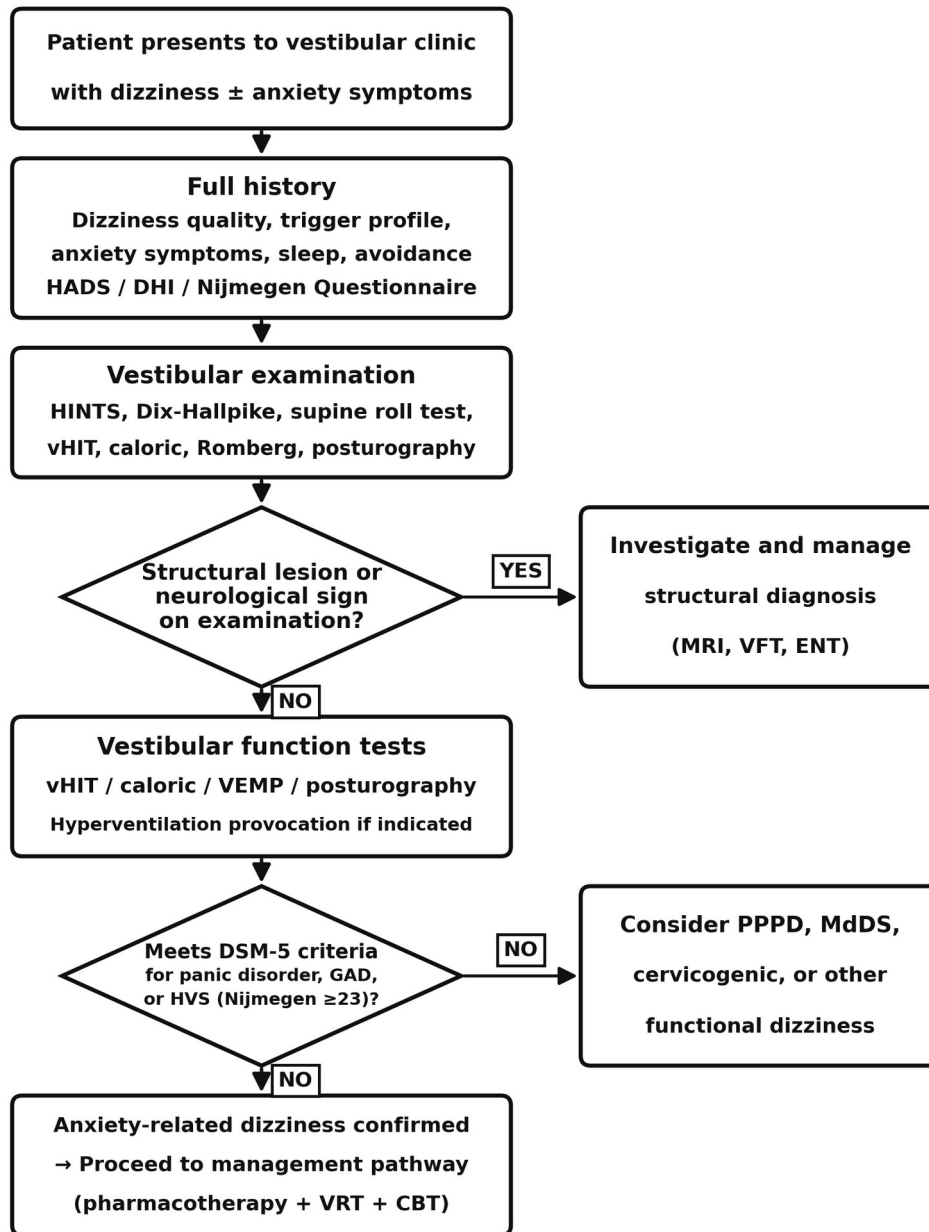 Patient presents to vestibular clinic
with dizziness ± anxiety symptoms
Full history
Dizziness quality, trigger profile,
anxiety symptoms, sleep, avoidance
HADS / DHI / Nijmegen Questionnaire
Vestibular examination
HINTS, Dix-Hallpike, supine roll test,
vHIT, caloric, Romberg, posturography
Structural lesion or
neurological sign
on examination?
YES
Investigate and manage
structural diagnosis
(MRI, VFT, ENT)
NO
Vestibular function tests
vHIT / caloric / VEMP / posturography
Hyperventilation provocation if indicated
Meets DSM-5 criteria
for panic disorder, GAD,
or HVS (Nijmegen ≥23)?
NO
Consider PPPD, MdDS,
cervicogenic, or other
functional dizziness
NO
Anxiety-related dizziness confirmed
→ Proceed to management pathway
(pharmacotherapy + VRT + CBT)